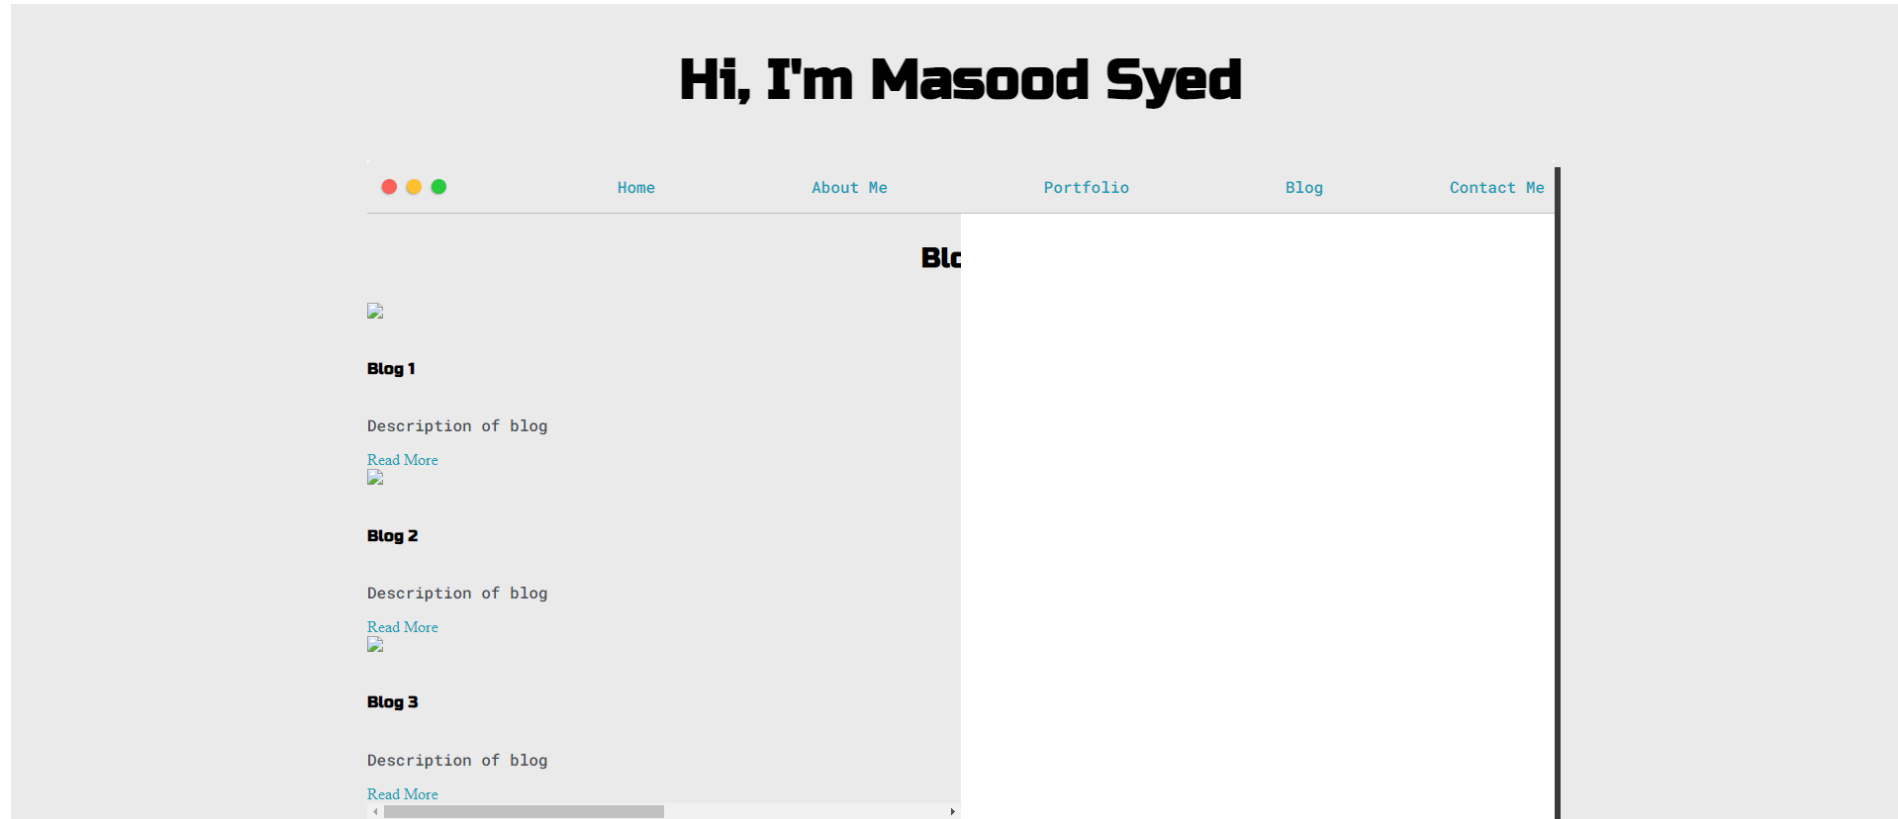 Hi, I'm Masood Syed
Home About Me Portfolio Blog Contact Me
Blo
Blog 1
Description of blog
Read More
Blog 2
Description of blog
Read More
Blog 3
Description of blog
Read More